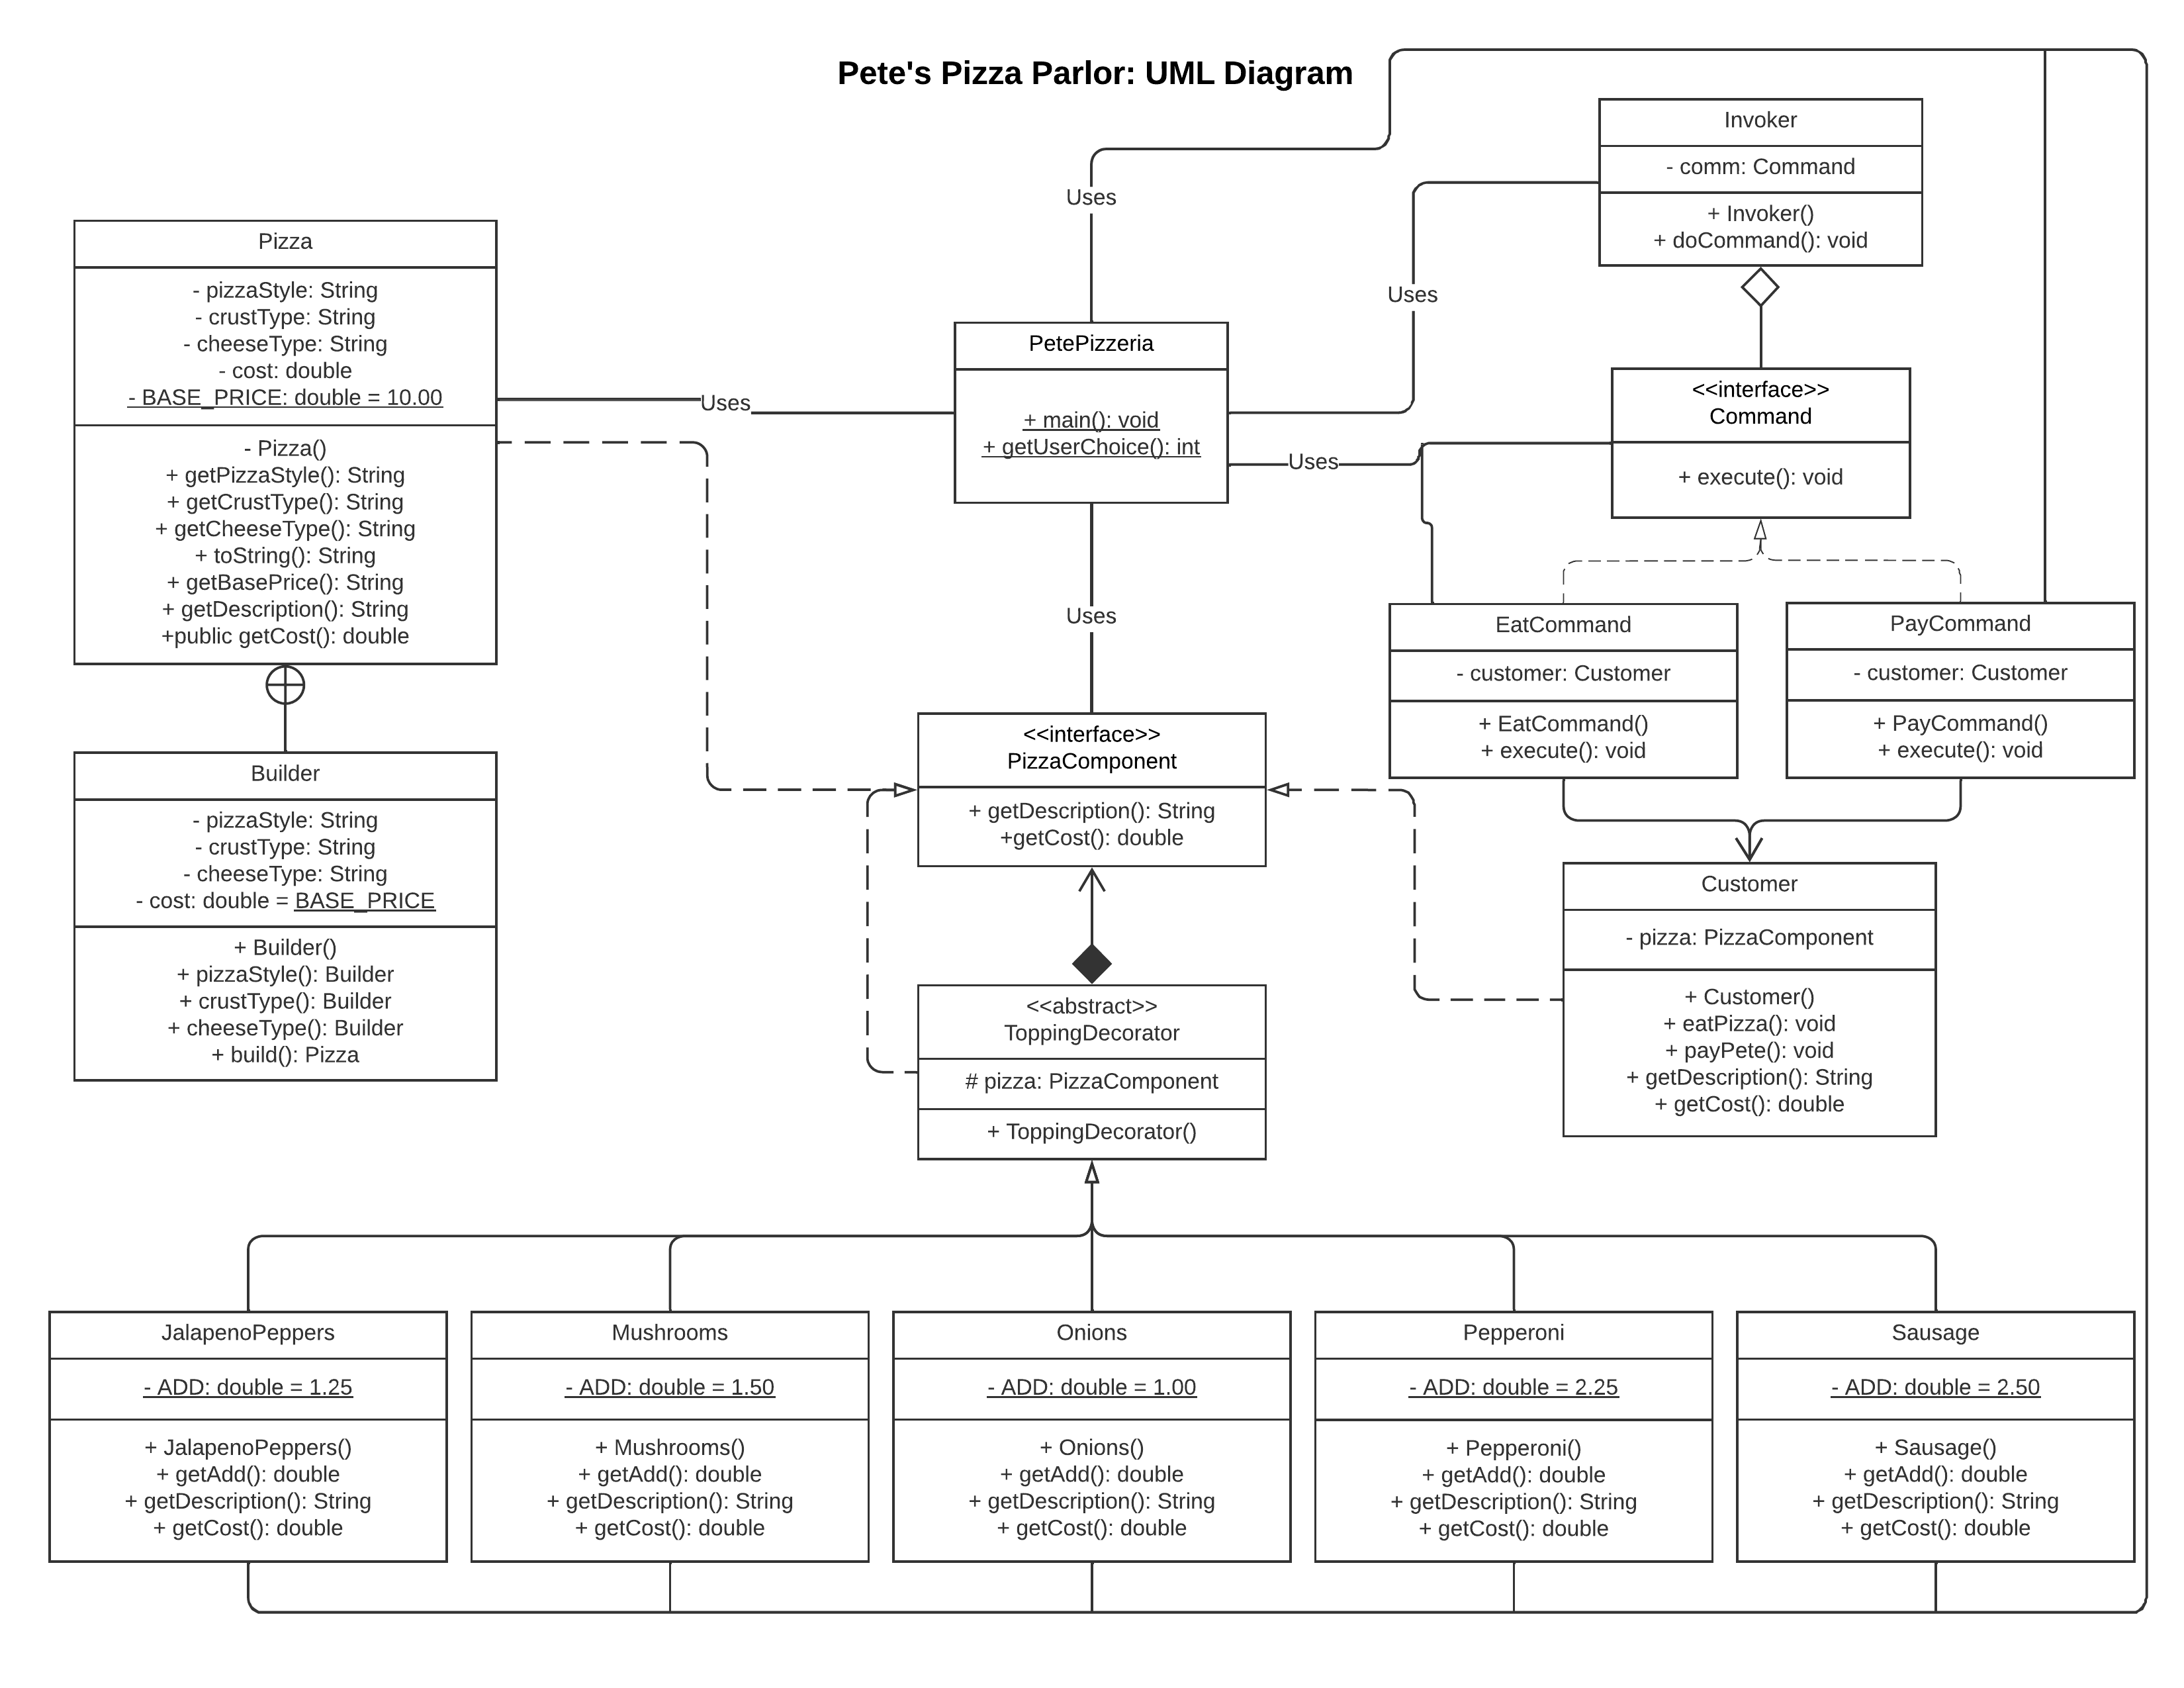 Pete's Pizza Parlor: UML Diagram
Invoker
- comm: Command
+ Invoker()
+ doCommand(): void
Uses
Pizza
- pizzaStyle: String
- crustType: String
- cheeseType: String
- cost: double
- BASE_PRICE: double = 10.00
- Pizza()
+ getPizzaStyle(): String
+ getCrustType(): String
+ getCheeseType(): String
+ toString(): String
+ getBasePrice(): String
+ getDescription(): String
+public getCost(): double
Uses
Uses
PetePizzeria
+ main(): void
+ getUserChoice(): int
Uses
<<interface>>
Command
+ execute(): void
Uses
EatCommand
- customer: Customer
+ EatCommand()
+ execute(): void
PayCommand
- customer: Customer
+ PayCommand()
+ execute(): void
Builder
- pizzaStyle: String
- crustType: String
- cheeseType: String
- cost: double = BASE_PRICE
+ Builder()
+ pizzaStyle(): Builder
+ crustType(): Builder
+ cheeseType(): Builder
+ build(): Pizza
<<interface>>
PizzaComponent
+ getDescription(): String
+getCost(): double
Customer
- pizza: PizzaComponent
+ Customer()
+ eatPizza(): void
+ payPete(): void
+ getDescription(): String
+ getCost(): double
<<abstract>>
ToppingDecorator
# pizza: PizzaComponent
+ ToppingDecorator()
JalapenoPeppers
- ADD: double = 1.25
+ JalapenoPeppers()
+ getAdd(): double
+ getDescription(): String
+ getCost(): double
Mushrooms
- ADD: double = 1.50
+ Mushrooms()
+ getAdd(): double
+ getDescription(): String
+ getCost(): double
Onions
- ADD: double = 1.00
+ Onions()
+ getAdd(): double
+ getDescription(): String
+ getCost(): double
Pepperoni
- ADD: double = 2.25
+ Pepperoni()
+ getAdd(): double
+ getDescription(): String
+ getCost(): double
Sausage
- ADD: double = 2.50
+ Sausage()
+ getAdd(): double
+ getDescription(): String
+ getCost(): double